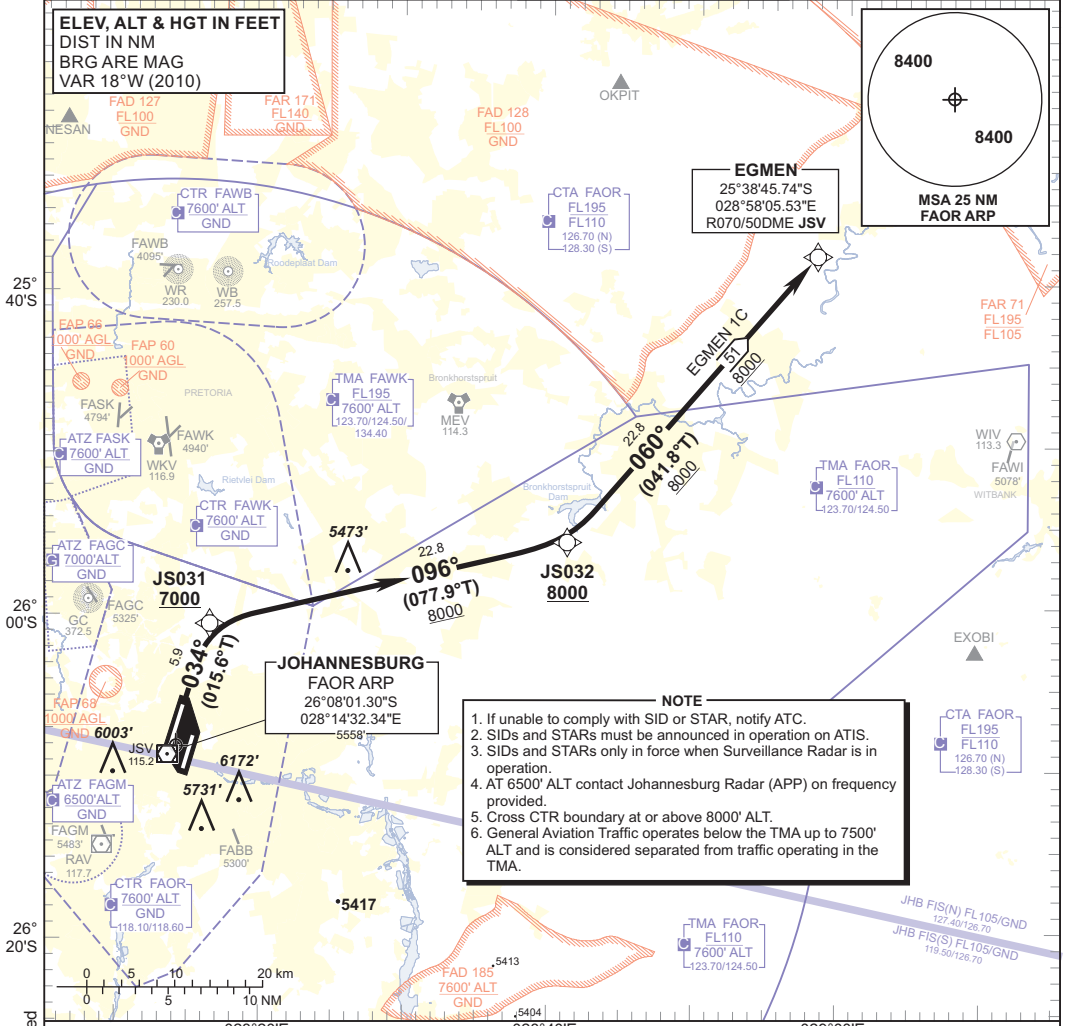 ELEV, ALT & HGT IN FEET
DIST IN NM
BRG ARE MAG
VAR 18°W (2010)
NESAN
FAD 127
FL100
GND
FAR 171
FL140
GND
FAD 128
FL100
GND
OKPIT
8400
8400
MSA 25 NM
FAOR ARP
EGMEN
25°38'45.74"S
028°58'05.53"E
R070/50DME JSV
CTR FAWB
C 7600' ALT
GND
CTA FAOR
FL195
C FL110
126.70 (N)
128.30 (S)
FAWB
4095'
WR
230.0
WB
257.5
Roodeplaat Dam
25°
40'S
FAR 71
FL195
FL105
FAP 66
1000' AGL
GND
FAP 60
1000' AGL
GND
EGMEN 1C
51
8000
PRETORIA
TMA FAWK
FL195
C 7600' ALT
123.70/124.50/
134.40
Bronkhorstspruit
MEV
114.3
FASK
4794'
FAWK
4940'
WKV
116.9
ATZ FASK
C 7600' ALT
GND
22.8
060°
(041.8°T)
8000
WIV
113.3
FAWI
5078'
WITBANK
TMA FAOR
FL110
C 7600' ALT
123.70/124.50
Rietvlei Dam
Bronkhorstspruit
Dam
CTR FAWK
C 7600' ALT
GND
5473'
ATZ FAGC
G 7000'ALT
GND
22.8
096°
(077.9°T)
8000
JS032
8000
JS031
7000
26°
00'S
FAGC
5325'
GC
372.5
5.9
034°
(015.6°T)
EXOBI
JOHANNESBURG
FAOR ARP
26°08'01.30"S
028°14'32.34"E
5558'
FAP 68
1000' AGL
GND
6003'
JSV
115.2
6172'
5731'
CTA FAOR
FL195
C FL110
126.70 (N)
128.30 (S)
NOTE
1. If unable to comply with SID or STAR, notify ATC.
2. SIDs and STARs must be announced in operation on ATIS.
3. SIDs and STARs only in force when Surveillance Radar is in
operation.
4. AT 6500' ALT contact Johannesburg Radar (APP) on frequency
provided.
5. Cross CTR boundary at or above 8000' ALT.
6. General Aviation Traffic operates below the TMA up to 7500'
ALT and is considered separated from traffic operating in the
TMA.
ATZ FAGM
C 6500'ALT
GND
FAGM
5483'
RAV
117.7
FABB
5300'
CTR FAOR
C 7600' ALT
GND
118.10/118.60
5417
JHB FIS(N) FL105/GND
127.40/126.70
JHB FIS(S) FL105/GND
119.50/126.70
TMA FAOR
FL110
C 7600' ALT
123.70/124.50
26°
20'S
5413
FAD 185
7600' ALT
GND
5404
0 5 10 20 km
0 5 10 NM